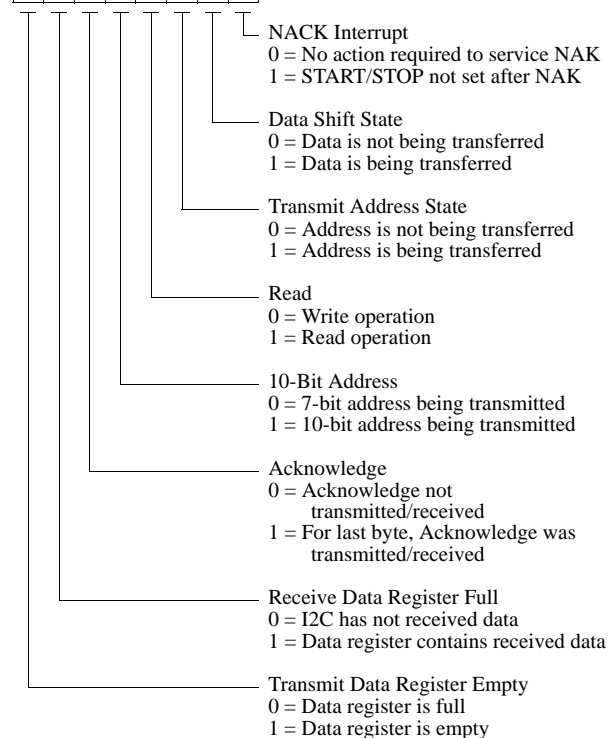 NACK Interrupt
0 = No action required to service NAK
1 = START/STOP not set after NAK
Data Shift State
0 = Data is not being transferred
1 = Data is being transferred
Transmit Address State
0 = Address is not being transferred
1 = Address is being transferred
Read
0 = Write operation
1 = Read operation
10-Bit Address
0 = 7-bit address being transmitted
1 = 10-bit address being transmitted
Acknowledge
0 = Acknowledge not
transmitted/received
1 = For last byte, Acknowledge was
transmitted/received
Receive Data Register Full
0 = I2C has not received data
1 = Data register contains received data
Transmit Data Register Empty
0 = Data register is full
1 = Data register is empty